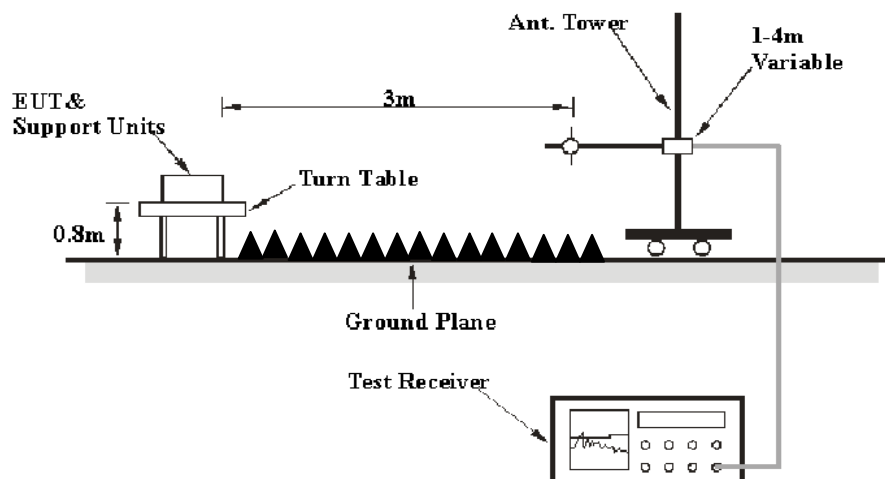 Ant. Tower
1-4m
Variable
3m
EUT&
Support Units
Turn Table
0.8m
Ground Plane
Test Receiver